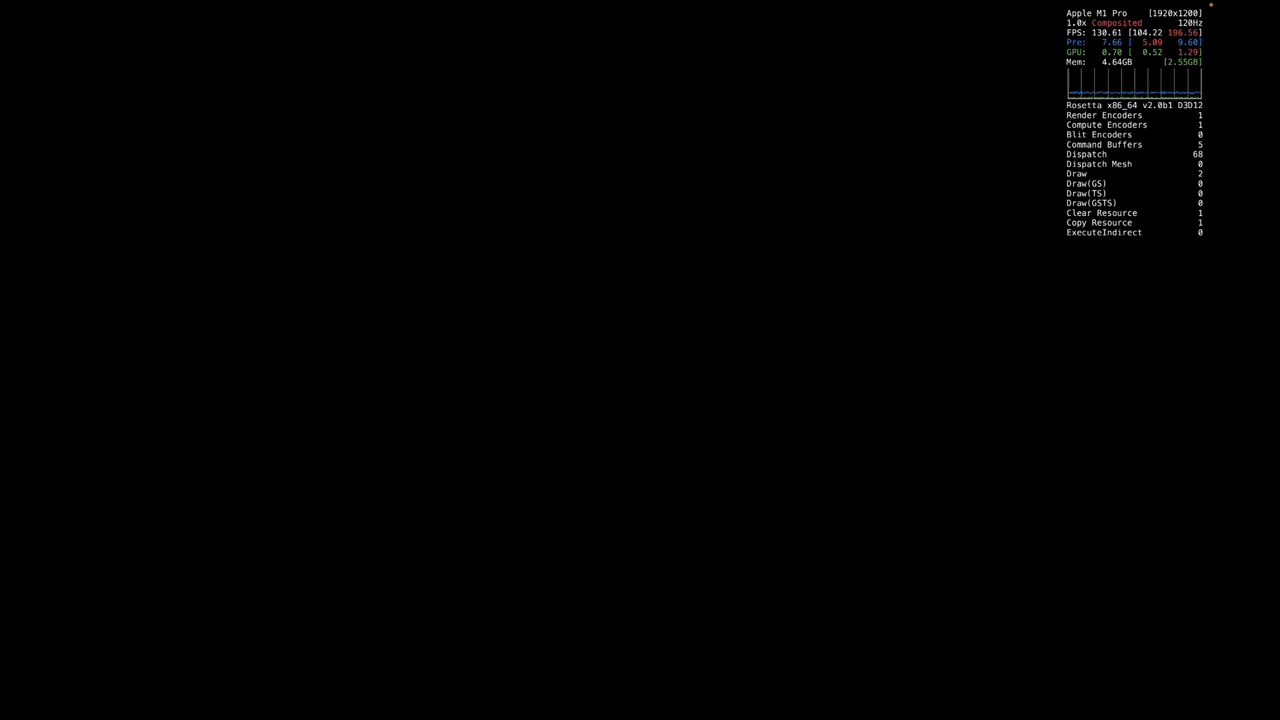 Apple M1 Pro [1920x1200]
1.0x Composited 120Hz
FPS: 130.61 [104.22 196.56]
Pre: 7.66 [ 5.09 9.60]
GPU: 0.70 [ 0.52 1.29]
Mem: 4.64GB [2.55GB]
Rosetta x86_64 v2.0b1 D3D12
Render Encoders 1
Compute Encoders 1
Blit Encoders 0
Command Buffers 5
Dispatch 68
Dispatch Mesh 0
Draw 2
Draw(GS) 0
Draw(TS) 0
Draw(GSTS) 0
Clear Resource 1
Copy Resource 1
ExecuteIndirect 0